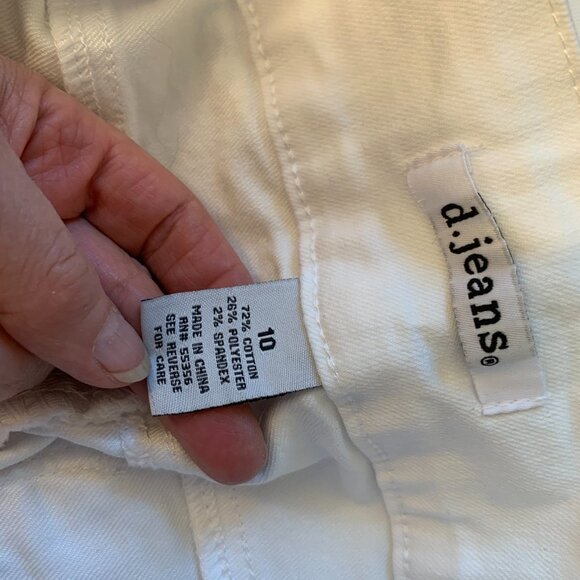 10
72% COTTON
26% POLYESTER
2% SPANDEX
MADE IN CHINA
RN# 55356
SEE REVERSE
FOR CARE
d.jeans®